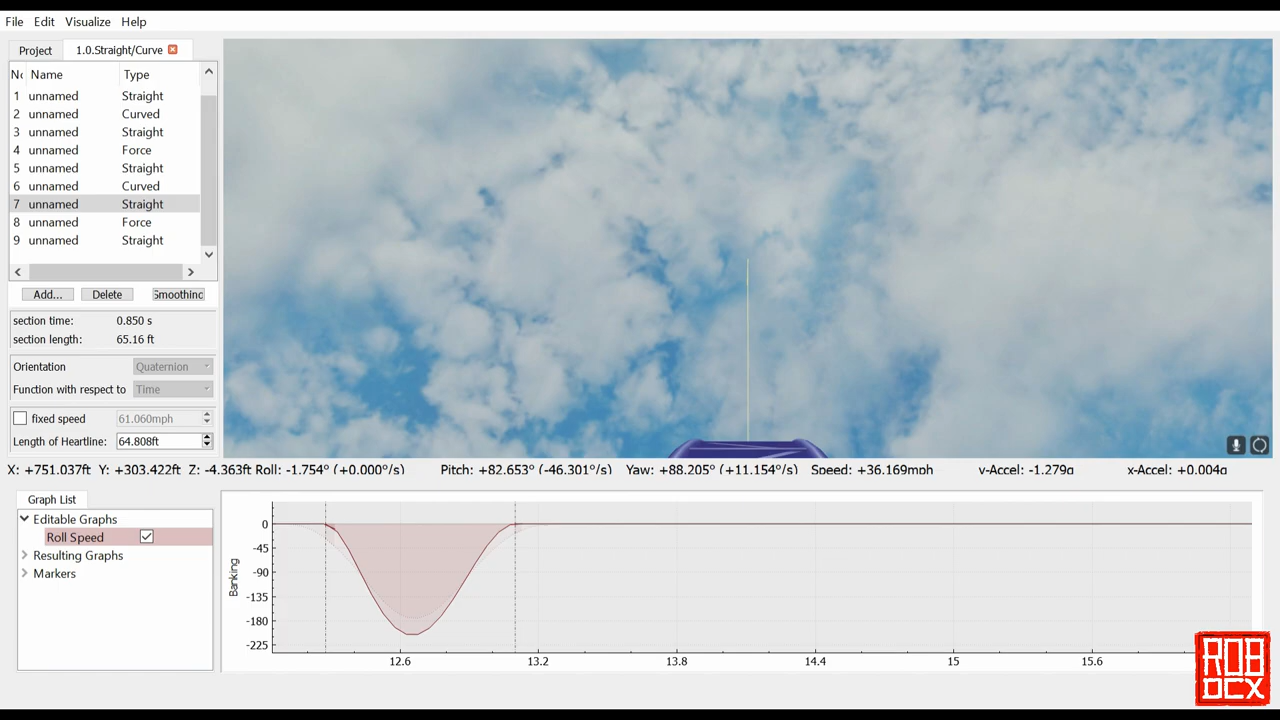 File Edit Visualize Help
Project 1.0.Straight/Curve
Name Type
1 unnamed Straight
2 unnamed Curved
3 unnamed Straight
4 unnamed Force
5 unnamed Straight
6 unnamed Curved
7 unnamed Straight
8 unnamed Force
9 unnamed Straight
Add... Delete Smoothing
section time: 0.850 s
section length: 65.16 ft
Orientation Quaternion
Function with respect to Time
fixed speed 61.060mph
Length of Heartline: 64.808ft
X: +751.037ft Y: +303.422ft Z: -4.363ft Roll: -1.754° (+0.000°/s) Pitch: +82.653° (-46.301°/s) Yaw: +88.205° (+11.154°/s) Speed: +36.169mph v-Accel: -1.279g x-Accel: +0.004g
Graph List
Editable Graphs
Roll Speed
Resulting Graphs
Markers
Banking
0
-45
-90
-135
-180
-225
12.6 13.2 13.8 14.4 15 15.6
ROB
OCX